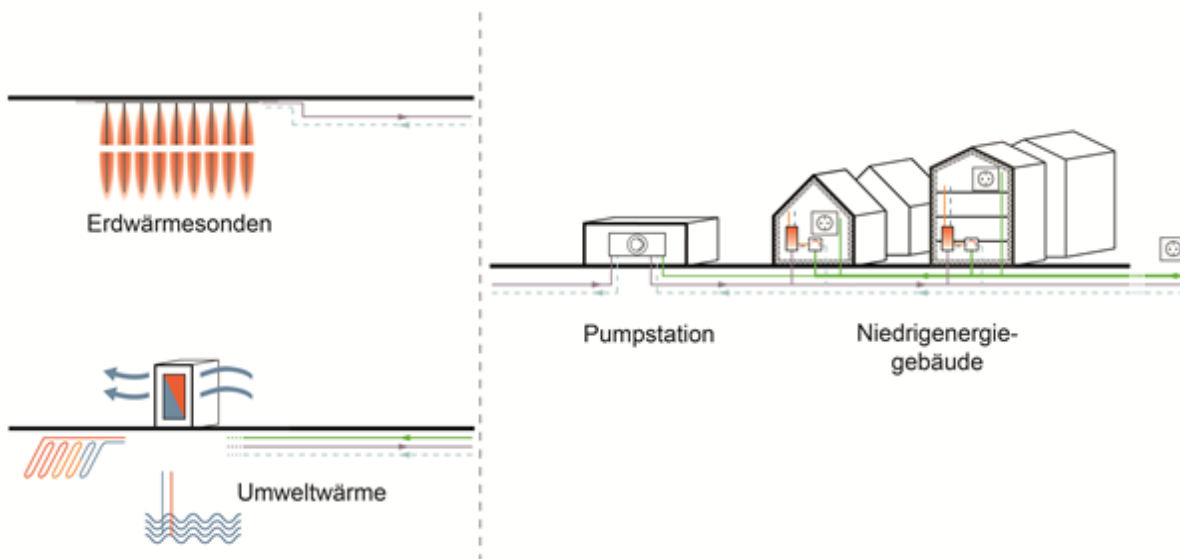 Erdwärmesonden
Pumpstation
Niedrigenergie-
gebäude
Umweltwärme